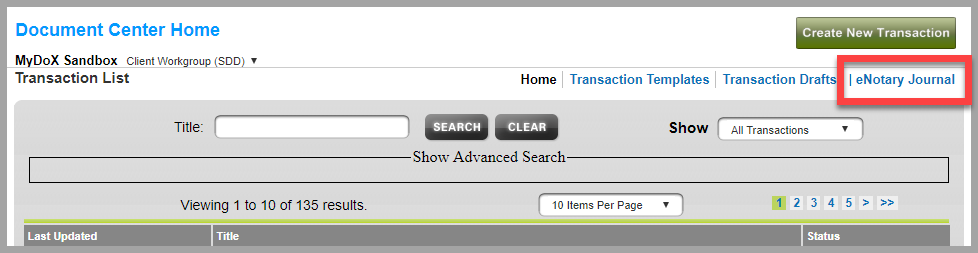 Document Center Home
Create New Transaction
MyDoX Sandbox Client Workgroup (SDD) ▼
Transaction List
Home | Transaction Templates | Transaction Drafts | eNotary Journal
Title: SEARCH CLEAR Show All Transactions ▼
Show Advanced Search
Viewing 1 to 10 of 135 results. 10 Items Per Page ▼ 1 2 3 4 5 > >>
Last Updated Title Status